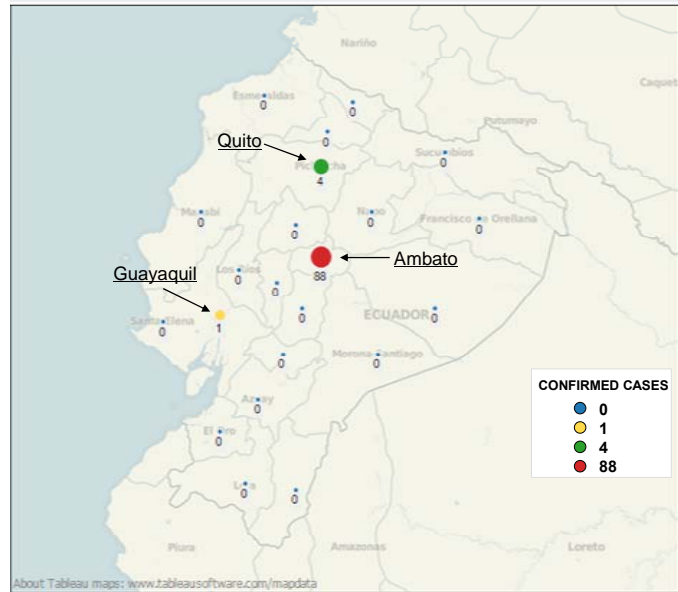 Nariño
Caquet
Esmeraldas
0
0
Putumayo
0
Quito
Sucumbíos
0
Pichincha
4
Manabí
0
Napo
0
Francisco de Orellana
0
0
Ambato
88
Guayaquil
Los Ríos
0
0
1
0
ECUADOR
0
Santa Elena
0
0
Morona-Santiago
0
Azuay
0
El Oro
0
CONFIRMED CASES
0
1
4
88
Loja
0
0
Piura
Amazonas
Loreto
About Tableau maps: www.tableausoftware.com/mapdata